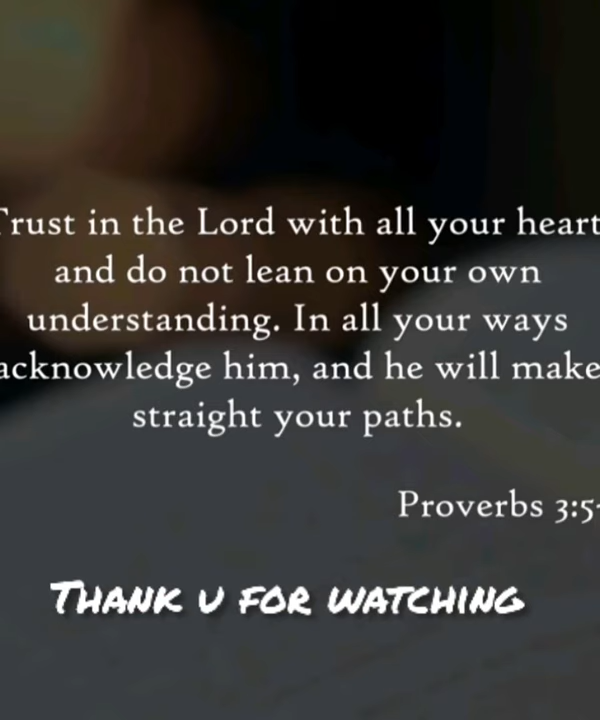 Trust in the Lord with all your heart
and do not lean on your own
understanding. In all your ways
acknowledge him, and he will make
straight your paths.
Proverbs 3:5-
THANK U FOR WATCHING